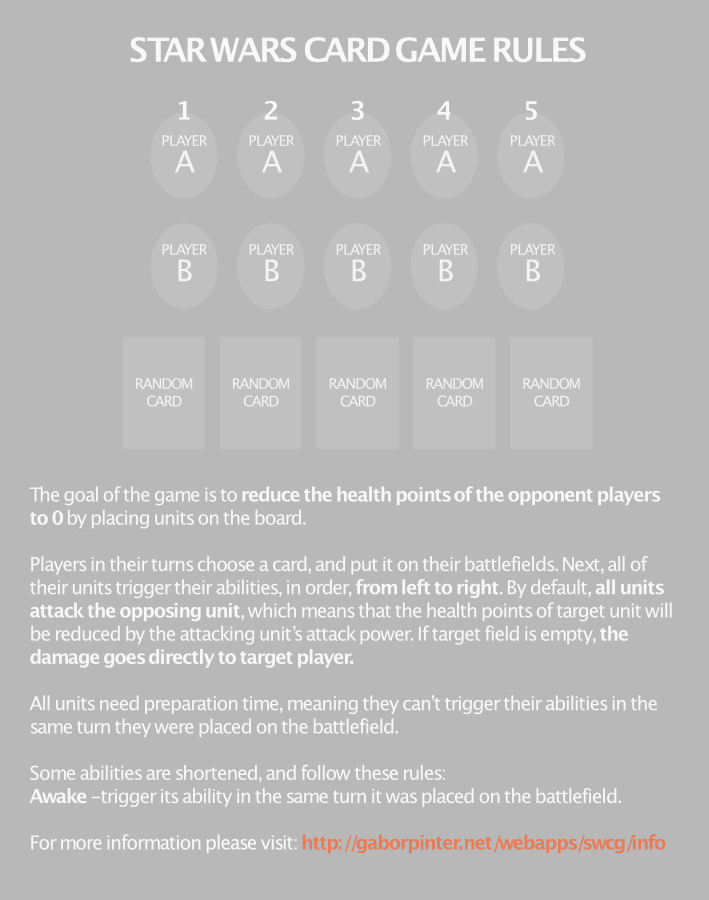 STAR WARS CARD GAME RULES
1 2 3 4 5
PLAYER PLAYER PLAYER PLAYER PLAYER
A A A A A
PLAYER PLAYER PLAYER PLAYER PLAYER
B B B B B
RANDOM RANDOM RANDOM RANDOM RANDOM
CARD CARD CARD CARD CARD
The goal of the game is to reduce the health points of the opponent players
to 0 by placing units on the board.
Players in their turns choose a card, and put it on their battlefields. Next, all of
their units trigger their abilities, in order, from left to right. By default, all units
attack the opposing unit, which means that the health points of target unit will
be reduced by the attacking unit's attack power. If target field is empty, the
damage goes directly to target player.
All units need preparation time, meaning they can't trigger their abilities in the
same turn they were placed on the battlefield.
Some abilities are shortened, and follow these rules:
Awake –trigger its ability in the same turn it was placed on the battlefield.
For more information please visit: http://gaborpinter.net/webapps/swcg/info